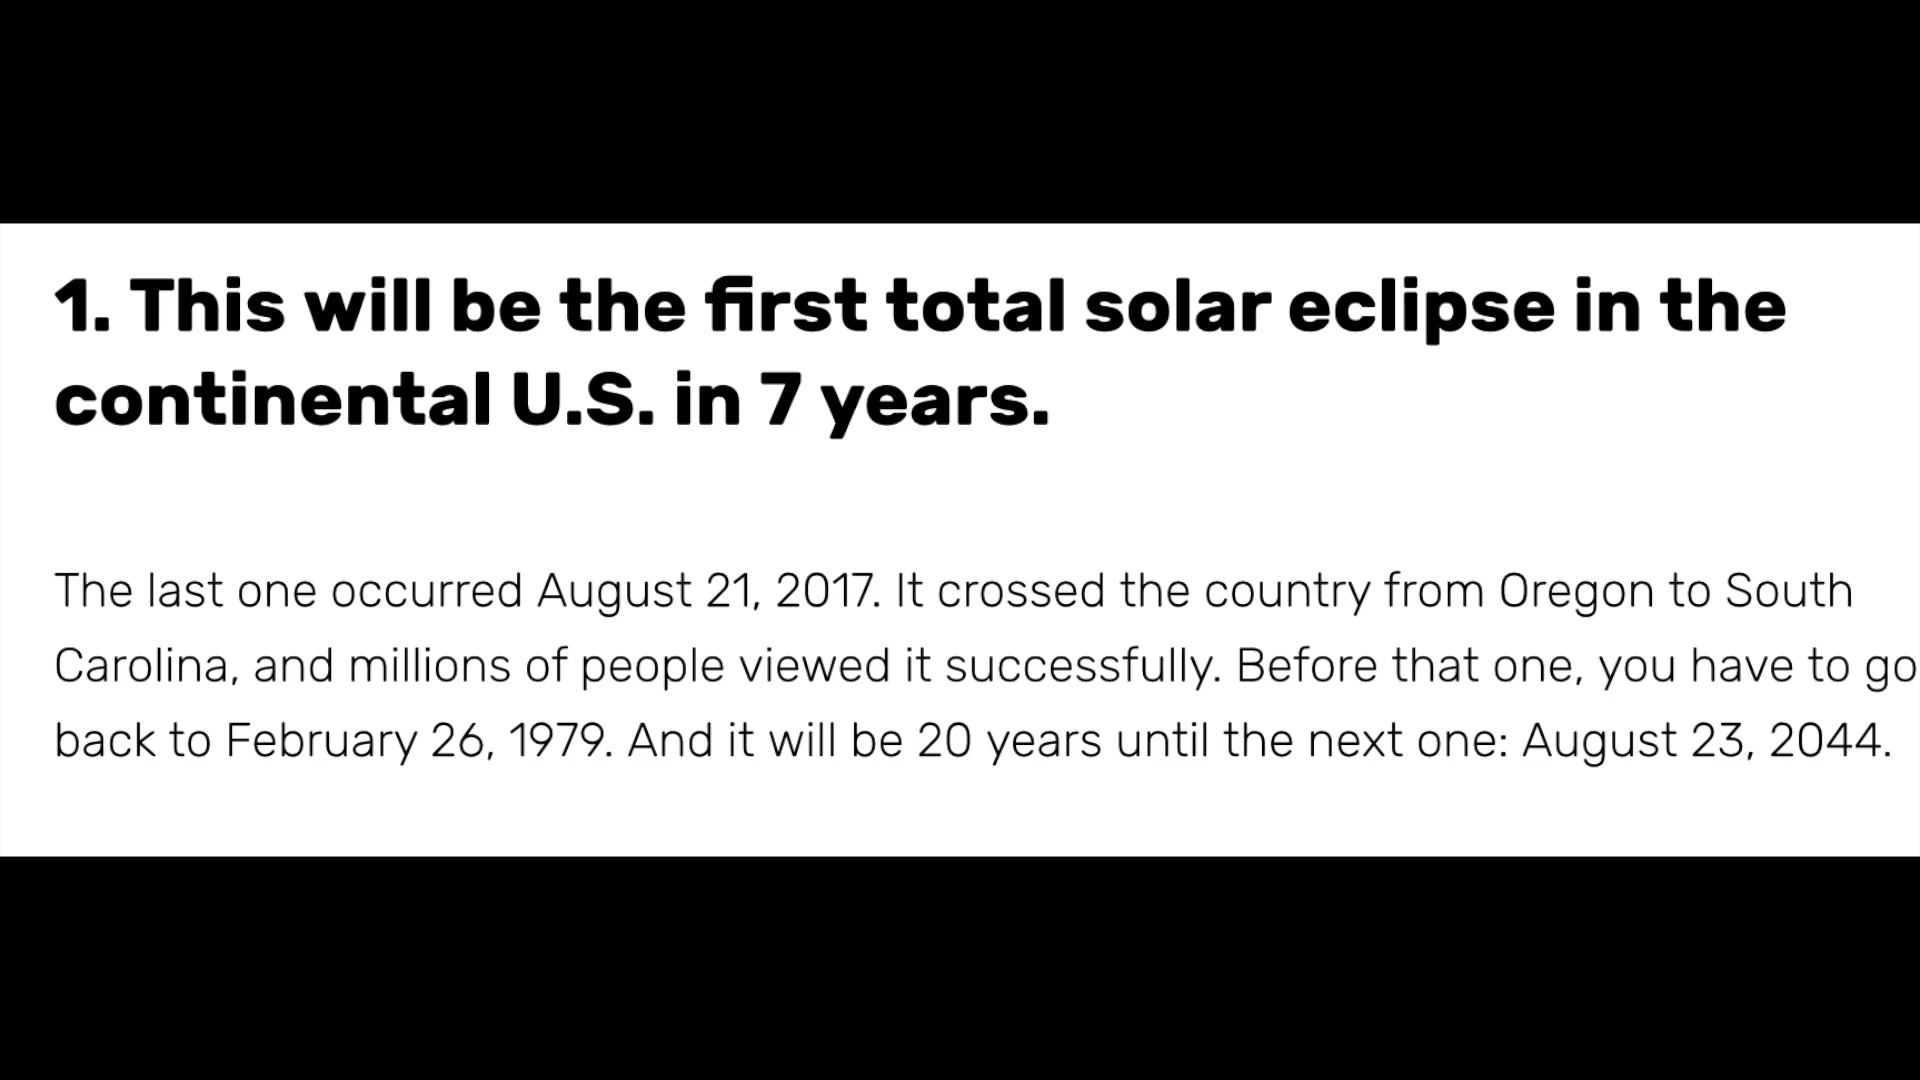 1. This will be the first total solar eclipse in the
continental U.S. in 7 years.
The last one occurred August 21, 2017. It crossed the country from Oregon to South
Carolina, and millions of people viewed it successfully. Before that one, you have to go
back to February 26, 1979. And it will be 20 years until the next one: August 23, 2044.